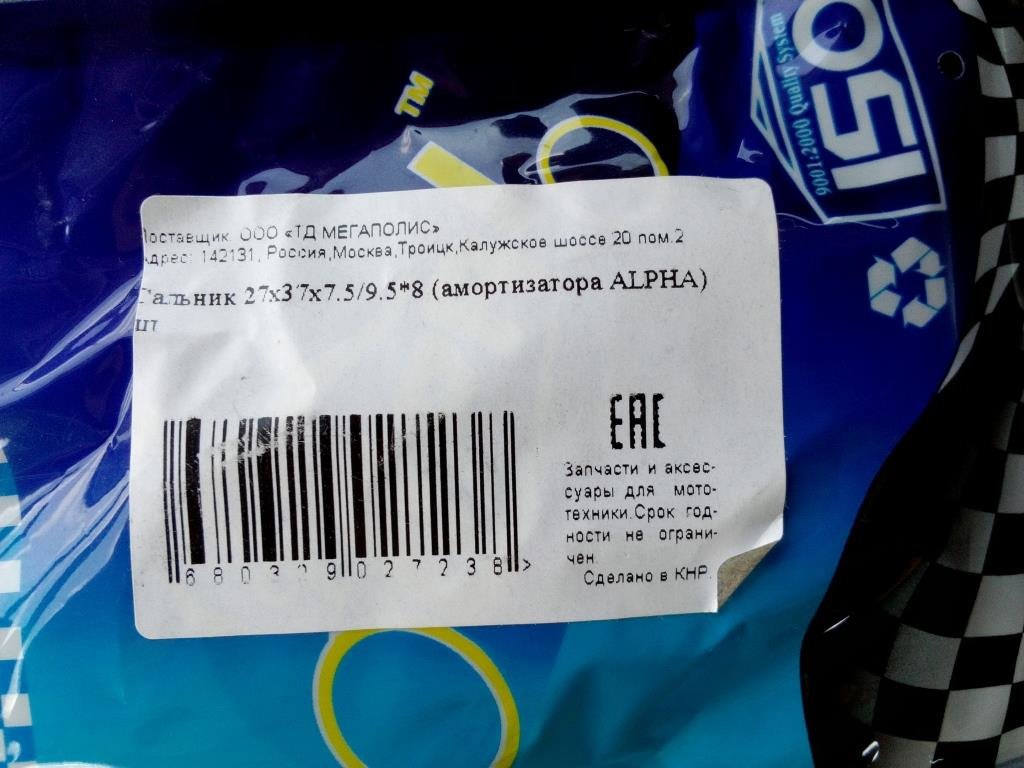 TM
ISO
9001:2000 Quality System
Поставщик: ООО «ТД МЕГАПОЛИС»
Адрес: 142131, Россия,Москва,Троицк,Калужское шоссе 20 пом.2
Сальник 27x37x7.5/9.5*8 (амортизатора ALPHA)
шт
EAC
Запчасти и аксес-
суары для мото-
техники.Срок год-
ности не ограни-
чен
Сделано в КНР.
680329027238>